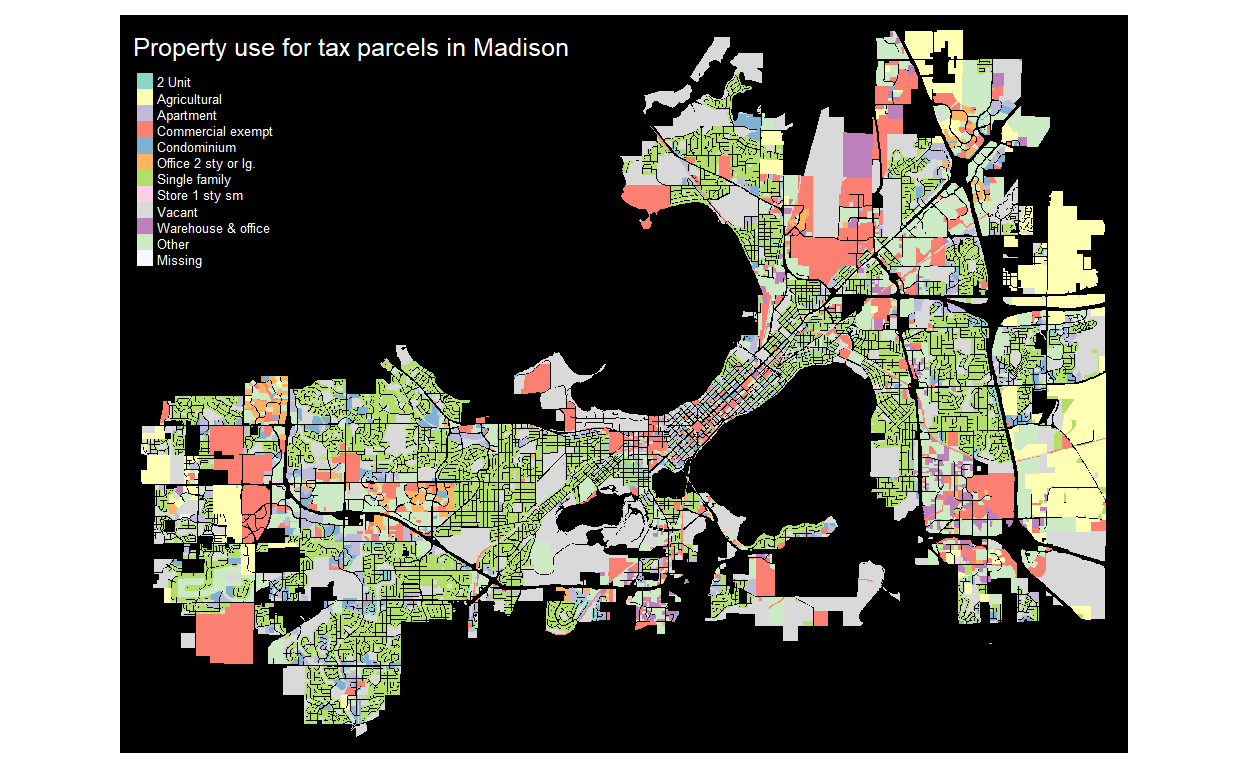 Property use for tax parcels in Madison
2 Unit
Agricultural
Apartment
Commercial exempt
Condominium
Office 2 sty or lg.
Single family
Store 1 sty sm
Vacant
Warehouse & office
Other
Missing